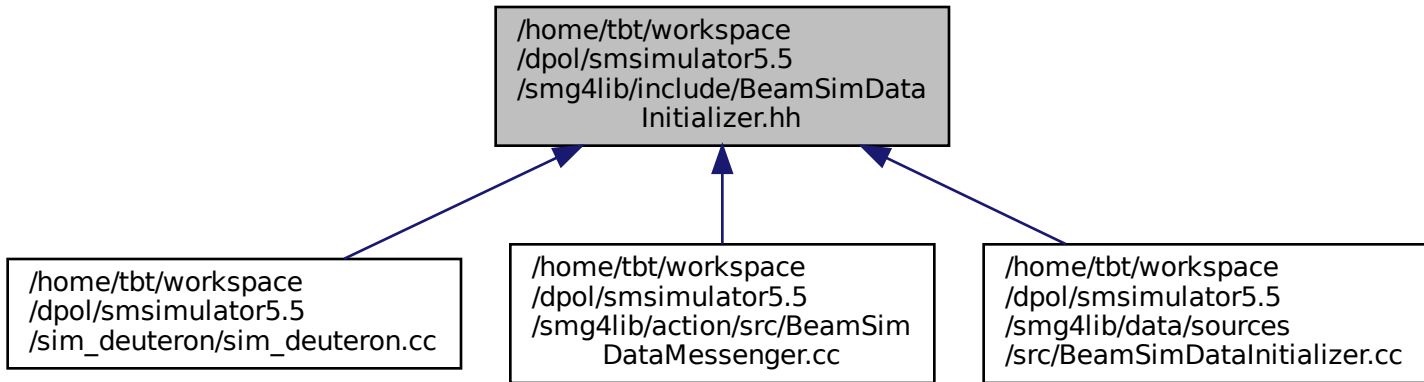 /home/tbt/workspace
/dpol/smsimulator5.5
/smg4lib/include/BeamSimData
Initializer.hh
/home/tbt/workspace
/dpol/smsimulator5.5
/sim_deuteron/sim_deuteron.cc
/home/tbt/workspace
/dpol/smsimulator5.5
/smg4lib/action/src/BeamSim
DataMessenger.cc
/home/tbt/workspace
/dpol/smsimulator5.5
/smg4lib/data/sources
/src/BeamSimDataInitializer.cc